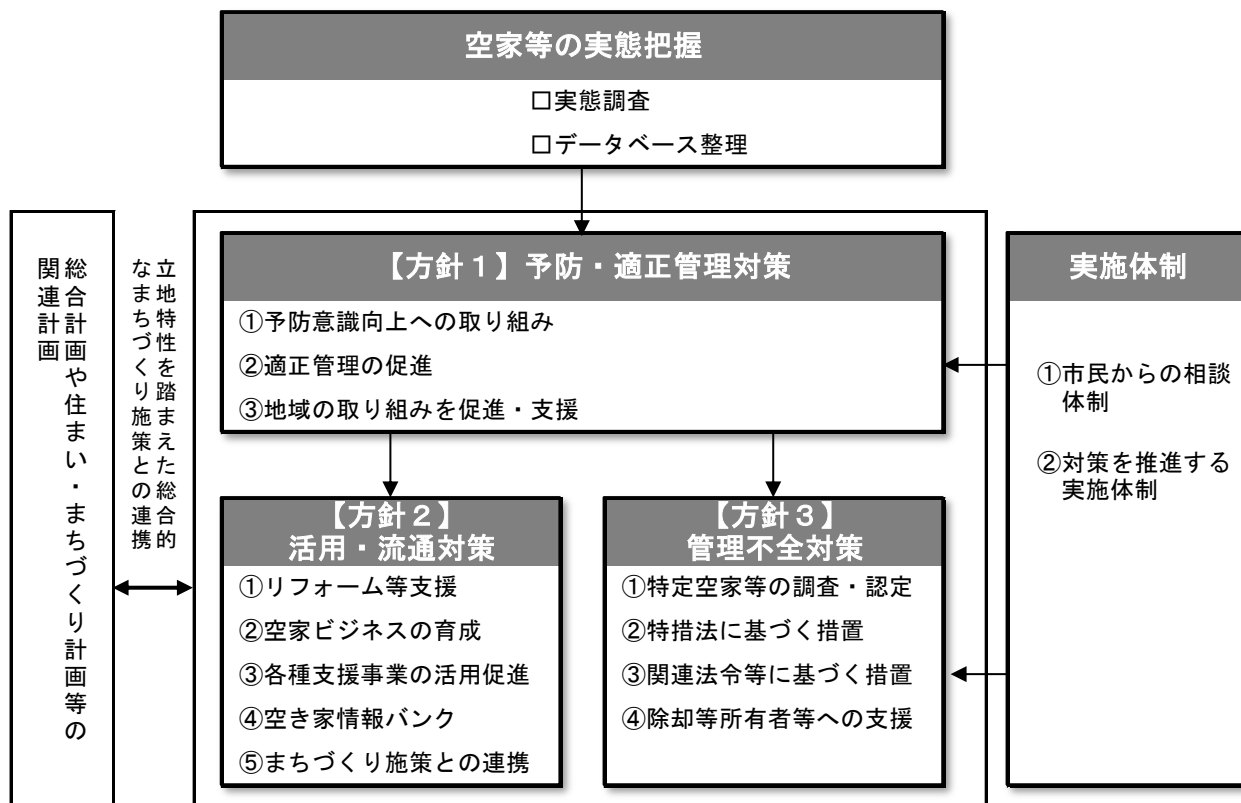 空家等の実態把握
□実態調査
□データベース整理
総合計画や住まい・まちづくり計画等の
関連計画
立地特性を踏まえた総合的
なまちづくり施策との連携
【方針１】予防・適正管理対策
①予防意識向上への取り組み
②適正管理の促進
③地域の取り組みを促進・支援
【方針２】
活用・流通対策
①リフォーム等支援
②空家ビジネスの育成
③各種支援事業の活用促進
④空き家情報バンク
⑤まちづくり施策との連携
【方針３】
管理不全対策
①特定空家等の調査・認定
②特措法に基づく措置
③関連法令等に基づく措置
④除却等所有者等への支援
実施体制
①市民からの相談
体制
②対策を推進する
実施体制